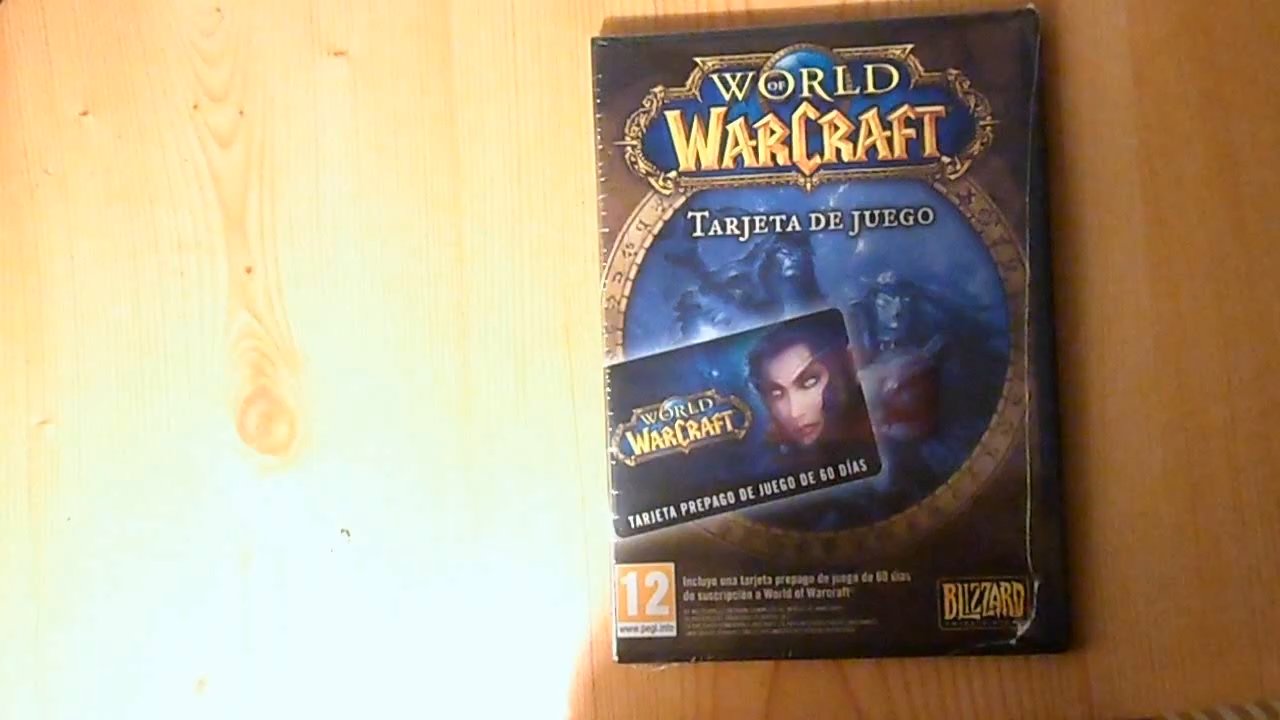 WORLD
OF
WARCRAFT
TARJETA DE JUEGO
WORLD
WARCRAFT
TARJETA PREPAGO DE JUEGO DE 60 DÍAS
12
www.pegi.info
Incluye una tarjeta prepago de juego de 60 días
de suscripción a World of Warcraft
BLIZZARD